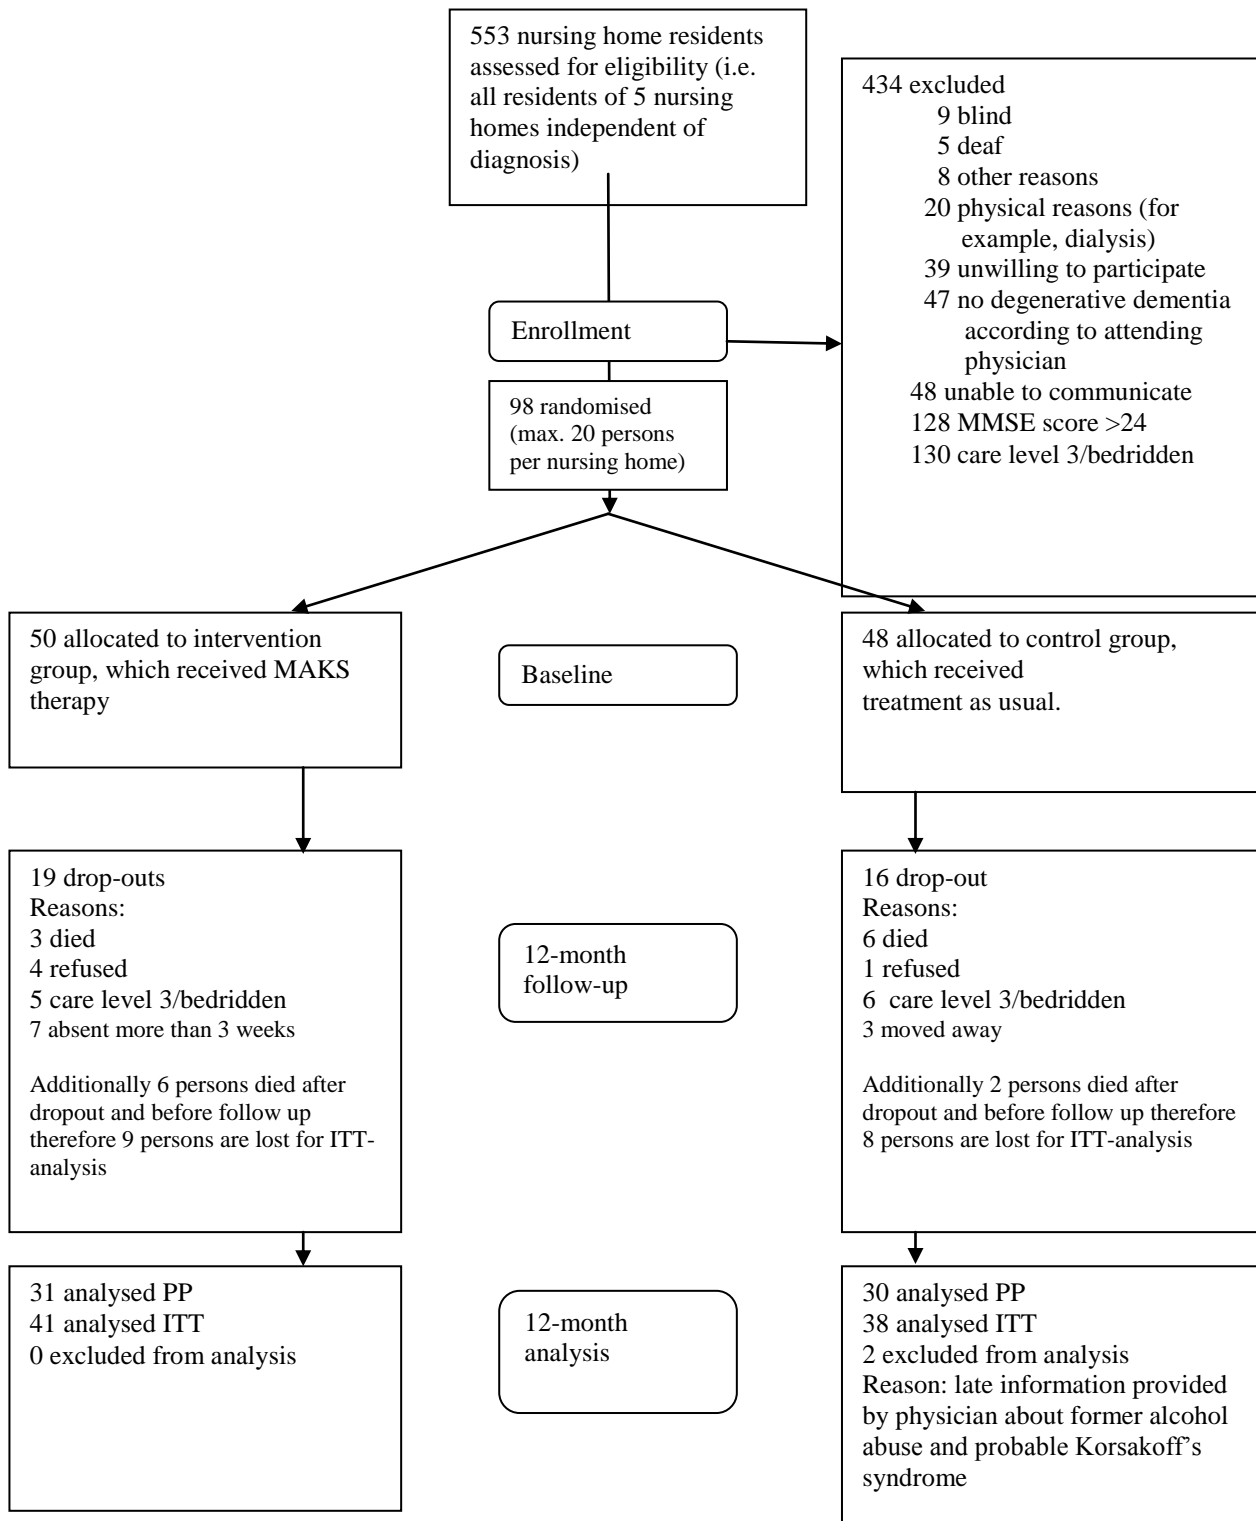 553 nursing home residents
assessed for eligibility (i.e.
all residents of 5 nursing
homes independent of
diagnosis)
434 excluded
9 blind
5 deaf
8 other reasons
20 physical reasons (for
example, dialysis)
39 unwilling to participate
47 no degenerative dementia
according to attending
physician
48 unable to communicate
128 MMSE score >24
130 care level 3/bedridden
Enrollment
98 randomised
(max. 20 persons
per nursing home)
50 allocated to intervention
group, which received MAKS
therapy
Baseline
48 allocated to control group,
which received
treatment as usual.
19 drop-outs
Reasons:
3 died
4 refused
5 care level 3/bedridden
7 absent more than 3 weeks
Additionally 6 persons died after
dropout and before follow up
therefore 9 persons are lost for ITT-
analysis
12-month
follow-up
16 drop-out
Reasons:
6 died
1 refused
6 care level 3/bedridden
3 moved away
Additionally 2 persons died after
dropout and before follow up therefore
8 persons are lost for ITT-analysis
31 analysed PP
41 analysed ITT
0 excluded from analysis
12-month
analysis
30 analysed PP
38 analysed ITT
2 excluded from analysis
Reason: late information provided
by physician about former alcohol
abuse and probable Korsakoff’s
syndrome